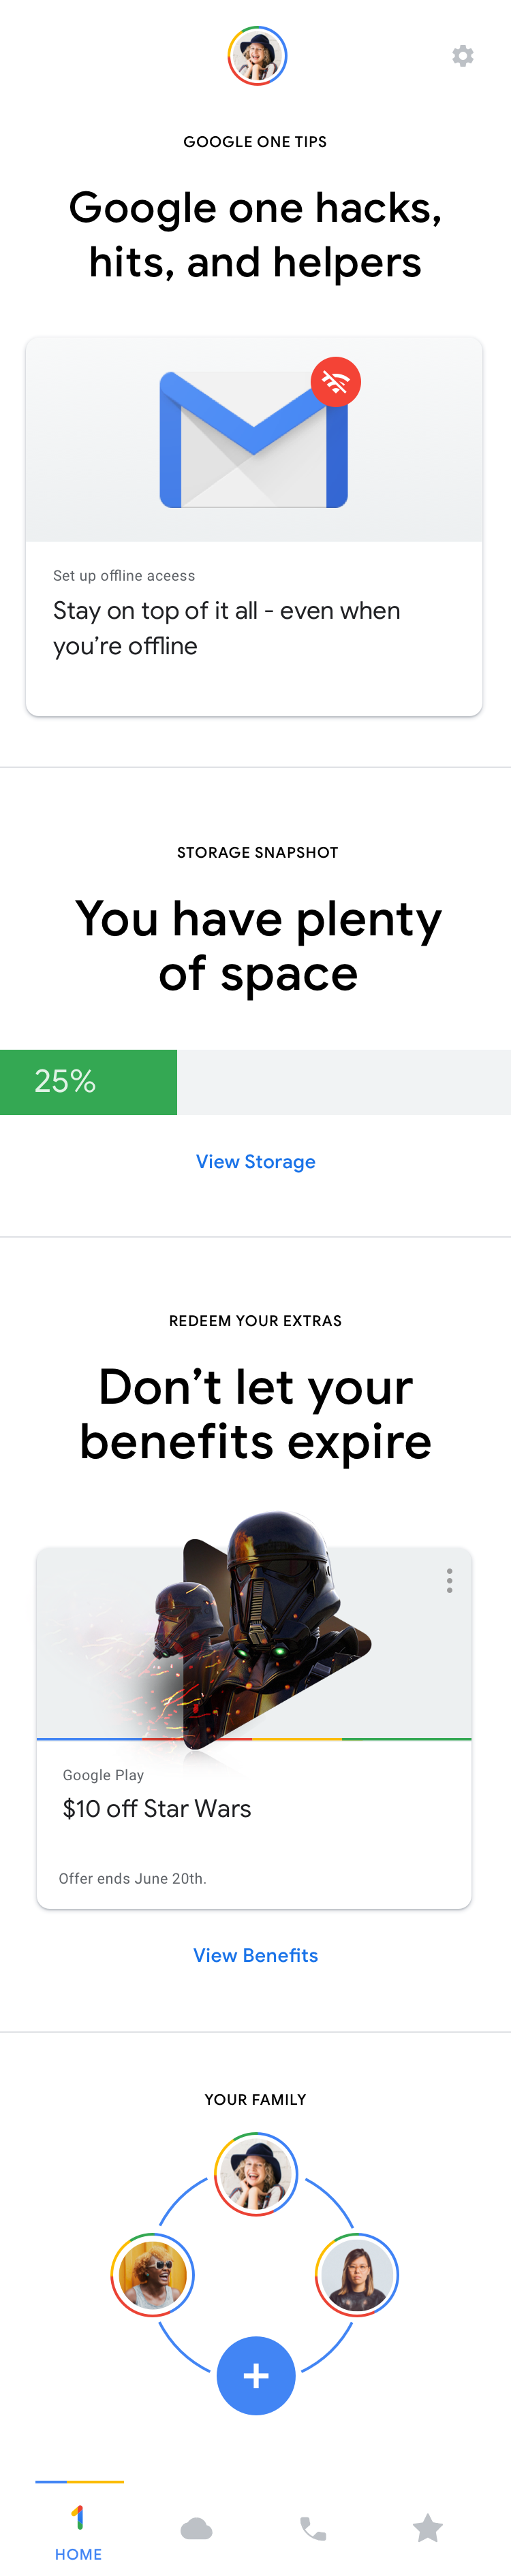 GOOGLE ONE TIPS
Google one hacks,
hits, and helpers
Set up offline aceess
Stay on top of it all - even when
you’re offline
STORAGE SNAPSHOT
You have plenty
of space
25%
View Storage
REDEEM YOUR EXTRAS
Don’t let your
benefits expire
Google Play
$10 off Star Wars
Offer ends June 20th.
View Benefits
YOUR FAMILY
HOME